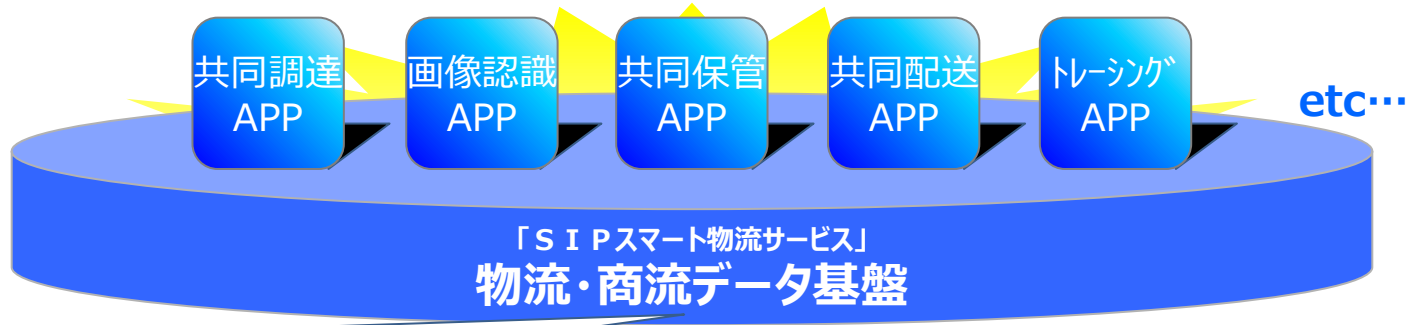 共同調達
APP
画像認識
APP
共同保管
APP
共同配送
APP
ﾄﾚｰｼﾝｸﾞ
APP
etc…
「ＳＩＰスマート物流サービス」
物流・商流データ基盤